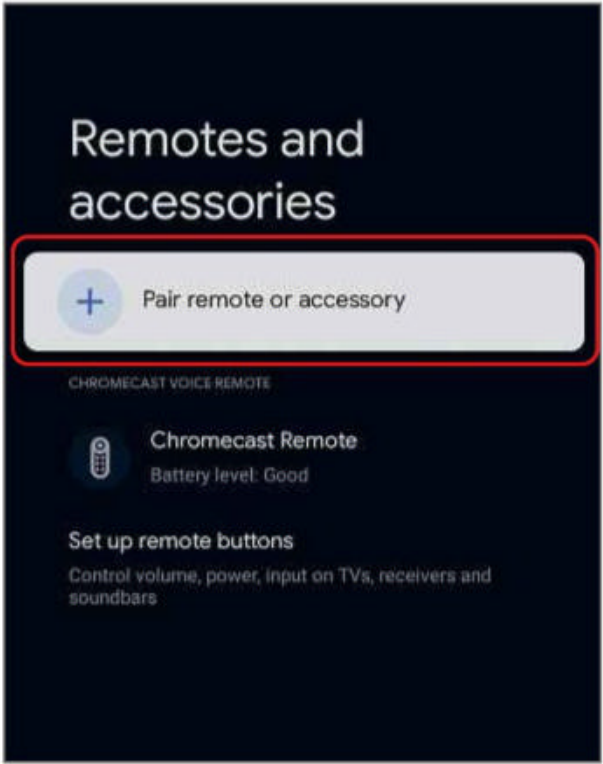 Remotes and
accessories
Pair remote or accessory
CHROMECAST VOICE REMOTE
Chromecast Remote
Battery level: Good
Set up remote buttons
Control volume, power, input on TVs, receivers and
soundbars